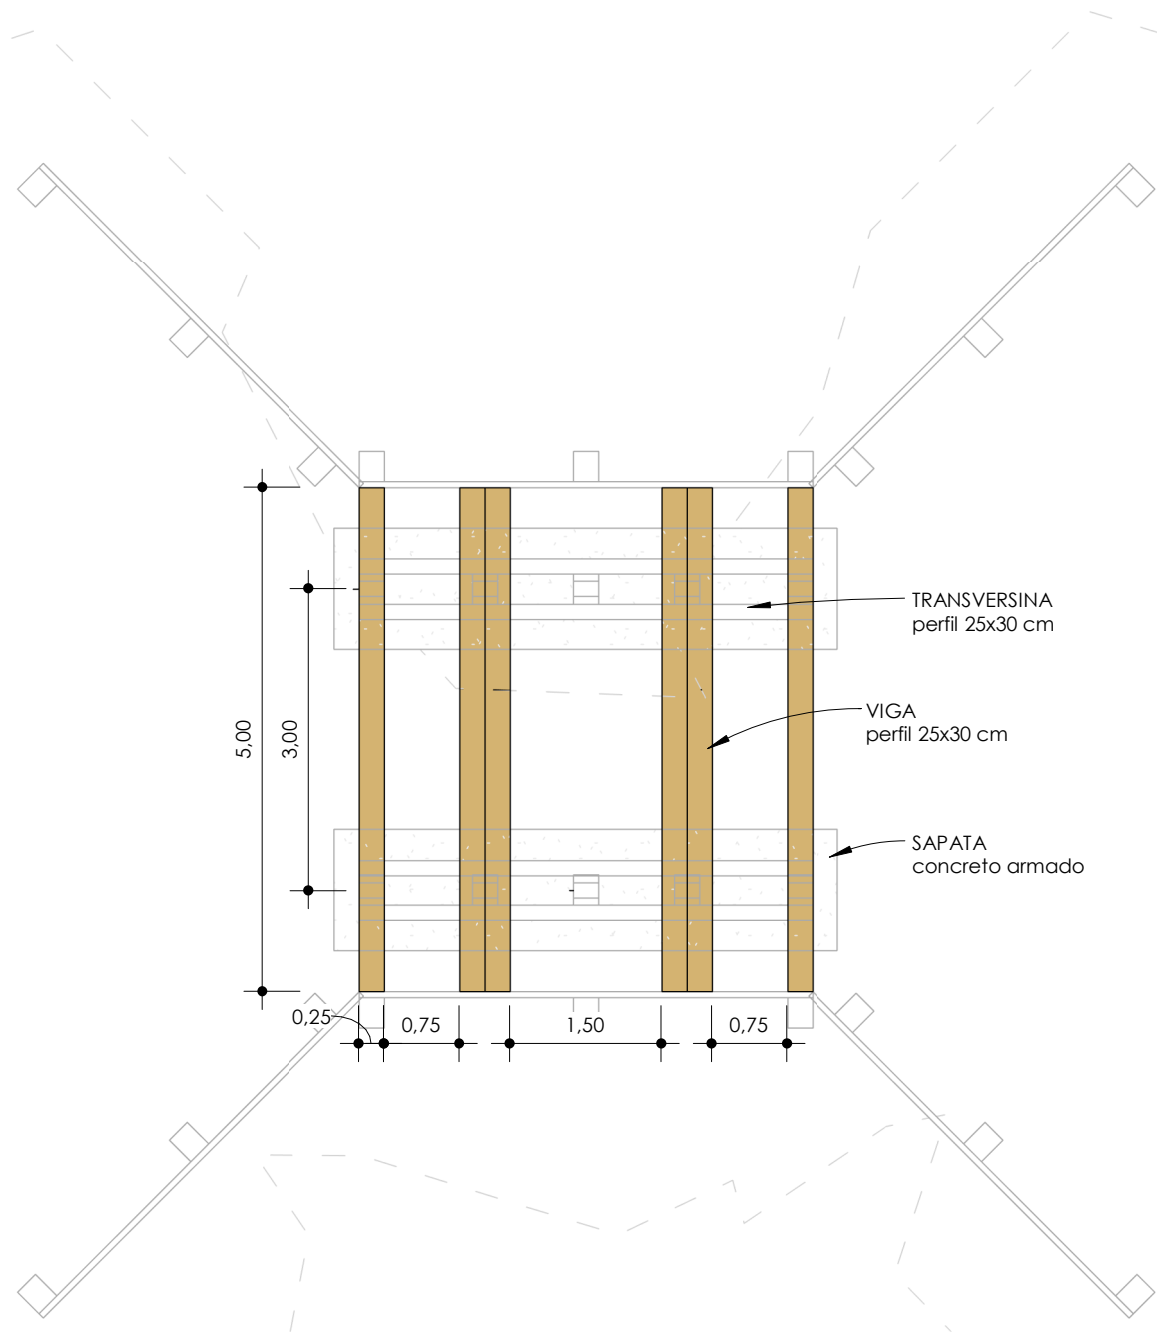 TRANSVERSINA
perfil 25x30 cm
VIGA
perfil 25x30 cm
5,00
3,00
SAPATA
concreto armado
0,25
0,75
1,50
0,75